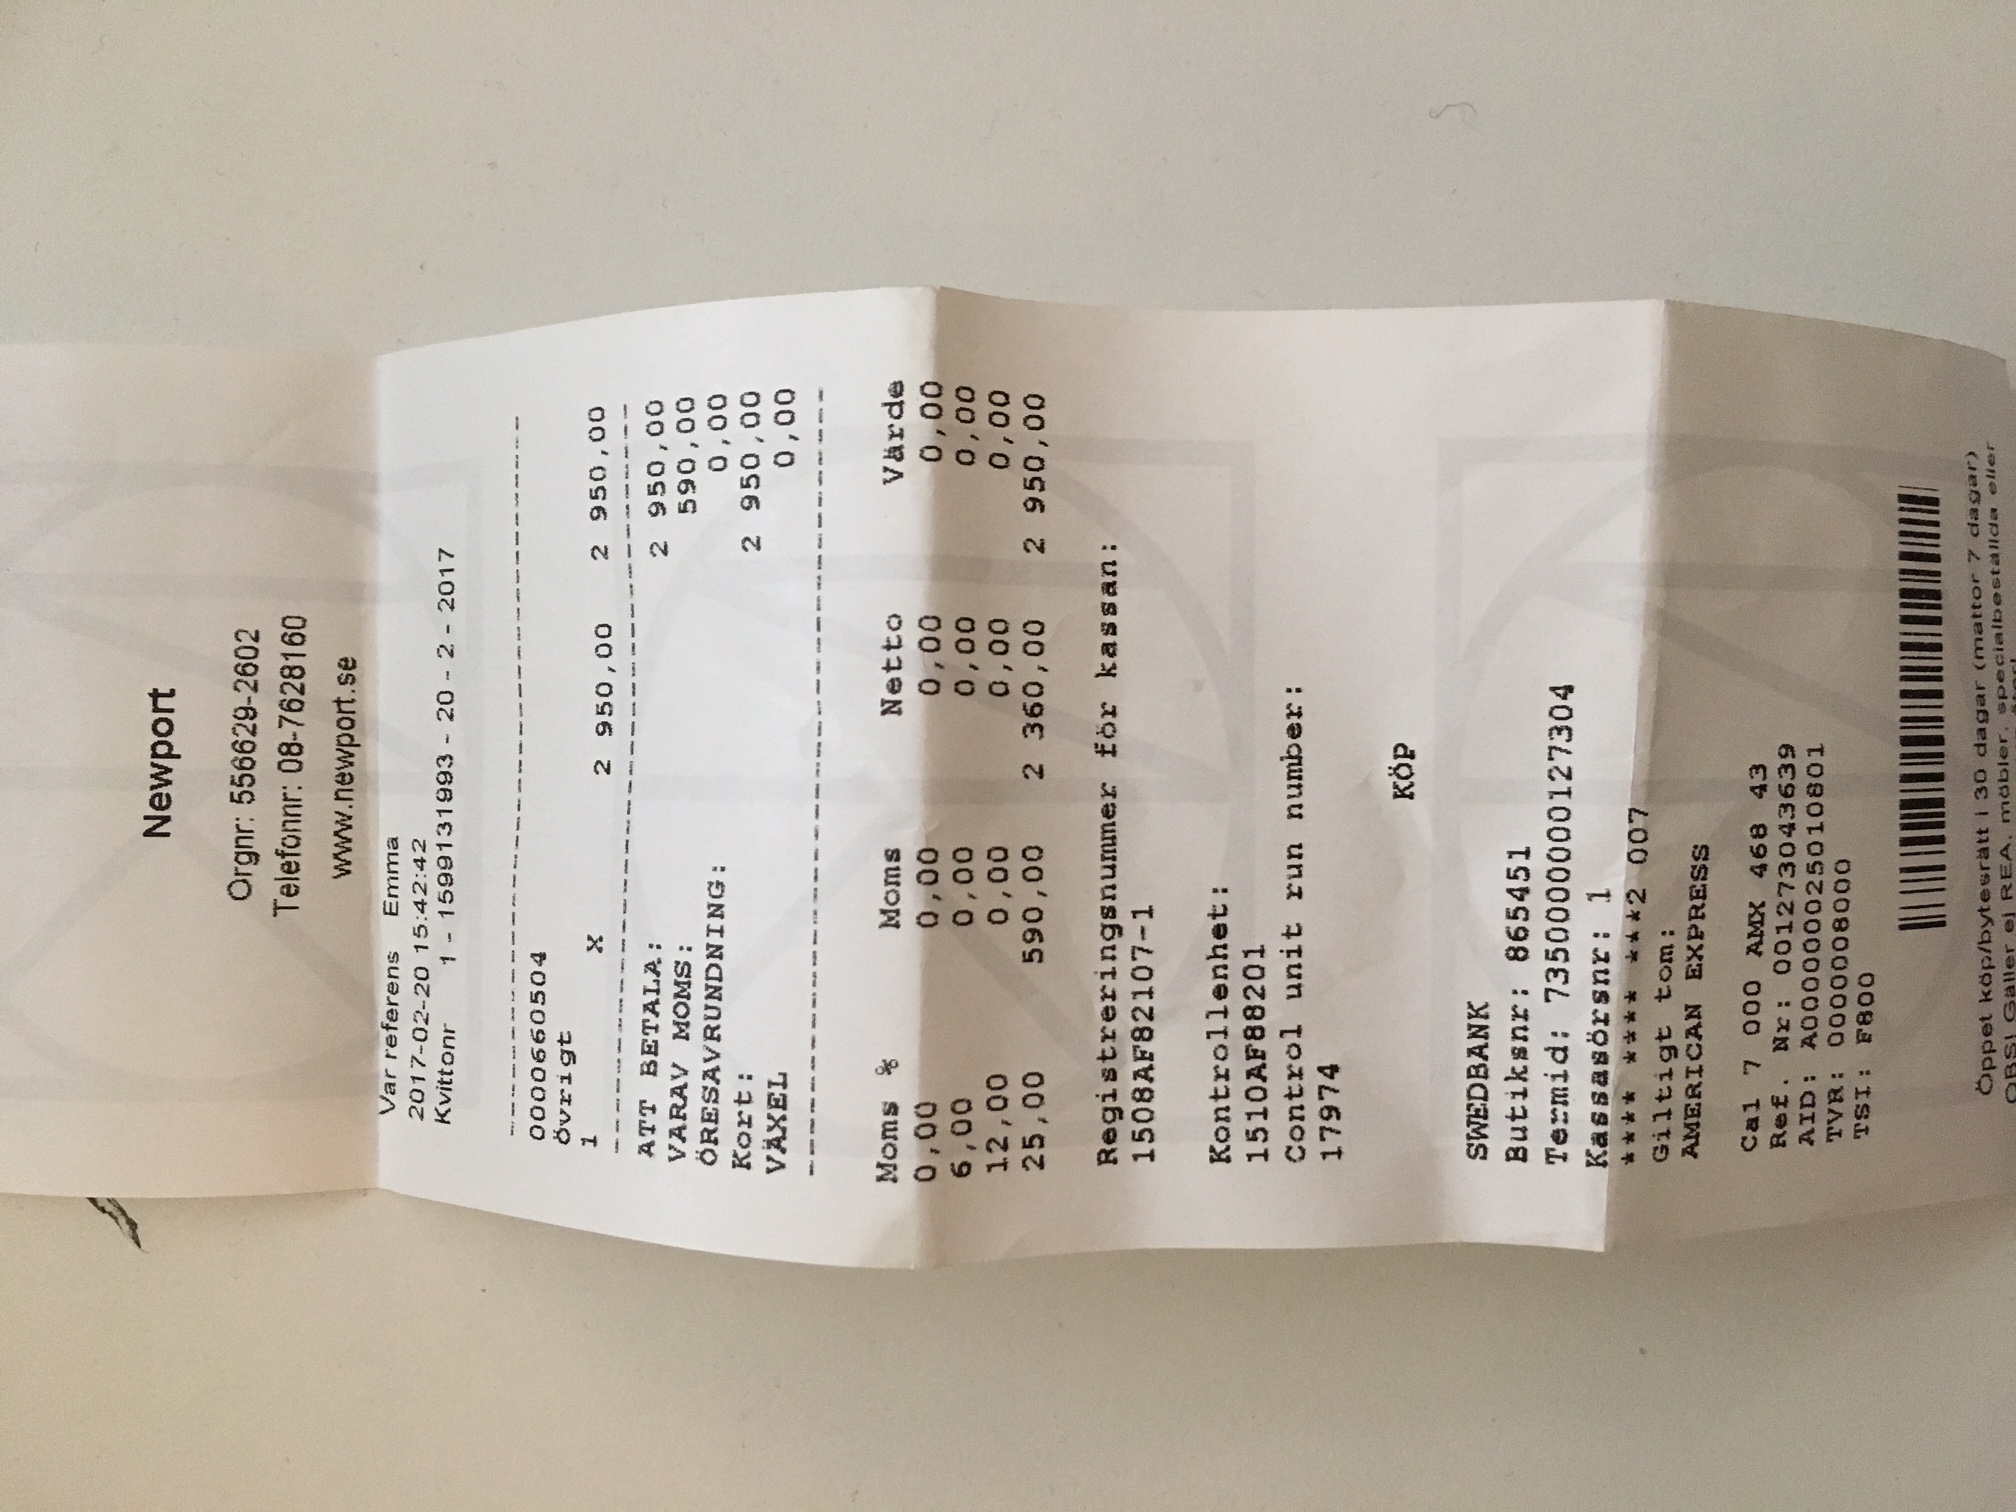 Newport
Orgnr: 556629-2602
Telefonnr: 08-7628160
www.newport.se
Var referens Emma
2017-02-20 15:42:42
Kvittonr 1 - 1599131993 - 20 - 2 - 2017
0000660504
övrigt
1 X 2 950,00 2 950,00
ATT BETALA: 2 950,00
VARAV MOMS: 590,00
ÖRESAVRUNDNING: 0,00
Kort: 2 950,00
VÄXEL 0,00
Moms % Moms Netto Värde
0,00 0,00 0,00 0,00
6,00 0,00 0,00 0,00
12,00 0,00 0,00 0,00
25,00 590,00 2 360,00 2 950,00
Registreringsnummer för kassan:
1508AF82107-1
Kontrollenhet:
1510AF88201
Control unit run number:
17974
KÖP
SWEDBANK
Butiksnr: 865451
Termid: 7350000000127304
Kassasörsnr: 1
**** **** ***2 007
Giltigt tom:
AMERICAN EXPRESS
Ca1 7 000 AMX 468 43
Ref. Nr: 001273043639
AID: A000000025010801
TVR: 0000008000
TSI: F800
Öppet köp/bytesrätt i 30 dagar (mattor 7 dagar)
OBS! Gäller ej REA, möbler, specialbeställda eller